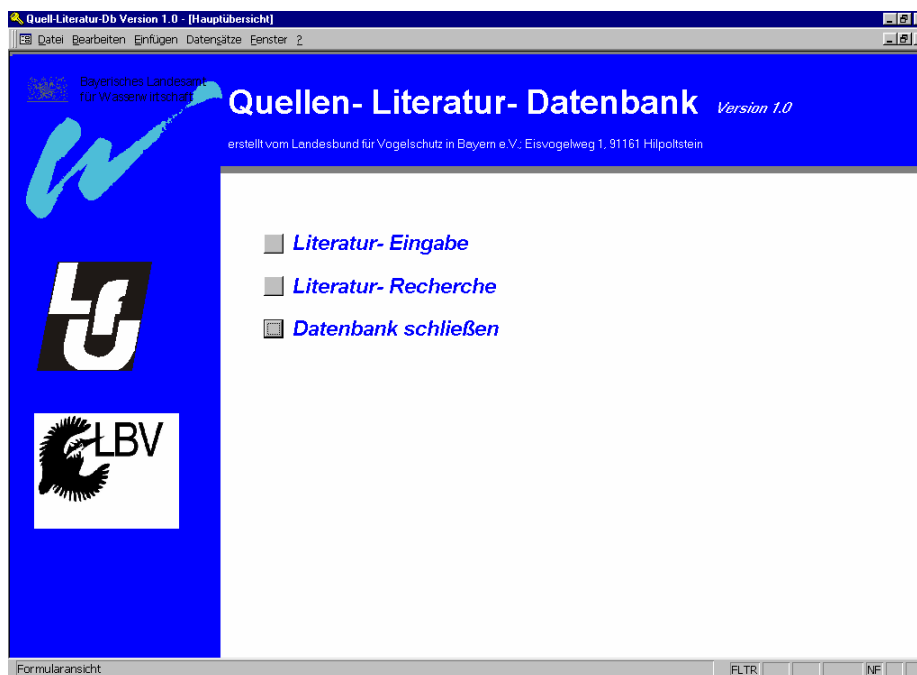 Quell-Literatur-Db Version 1.0 - [Hauptübersicht]
Datei Bearbeiten Einfügen Datensätze Fenster ?
Bayerisches Landesamt
für Wasserwirtschaft
Quellen- Literatur- Datenbank Version 1.0
erstellt vom Landesbund für Vogelschutz in Bayern e.V.; Eisvogelweg 1, 91161 Hilpoltstein
Literatur- Eingabe
Literatur- Recherche
Datenbank schließen
LfU
LBV
Formularansicht FLTR NF